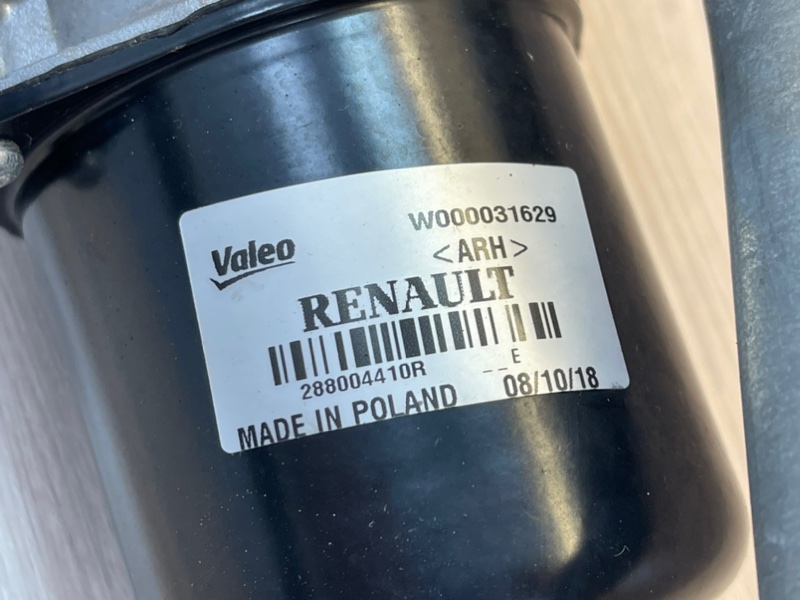 W000031629
Valeo
<ARH>
RENAULT
288004410R
-- E
MADE IN POLAND 08/10/18